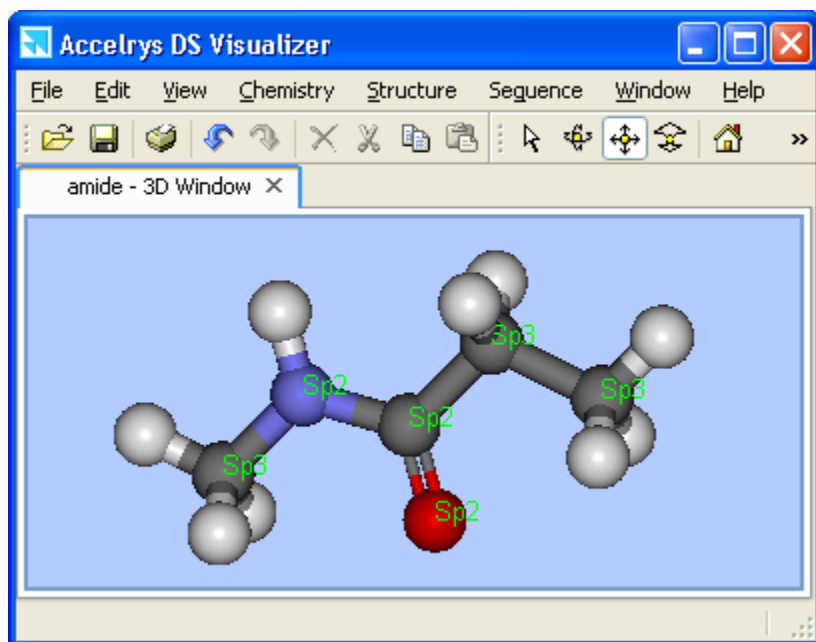 Accelrys DS Visualizer
File Edit View Chemistry Structure Sequence Window Help
»
amide - 3D Window ×
Sp3
Sp2
Sp3
Sp2
Sp3
Sp2